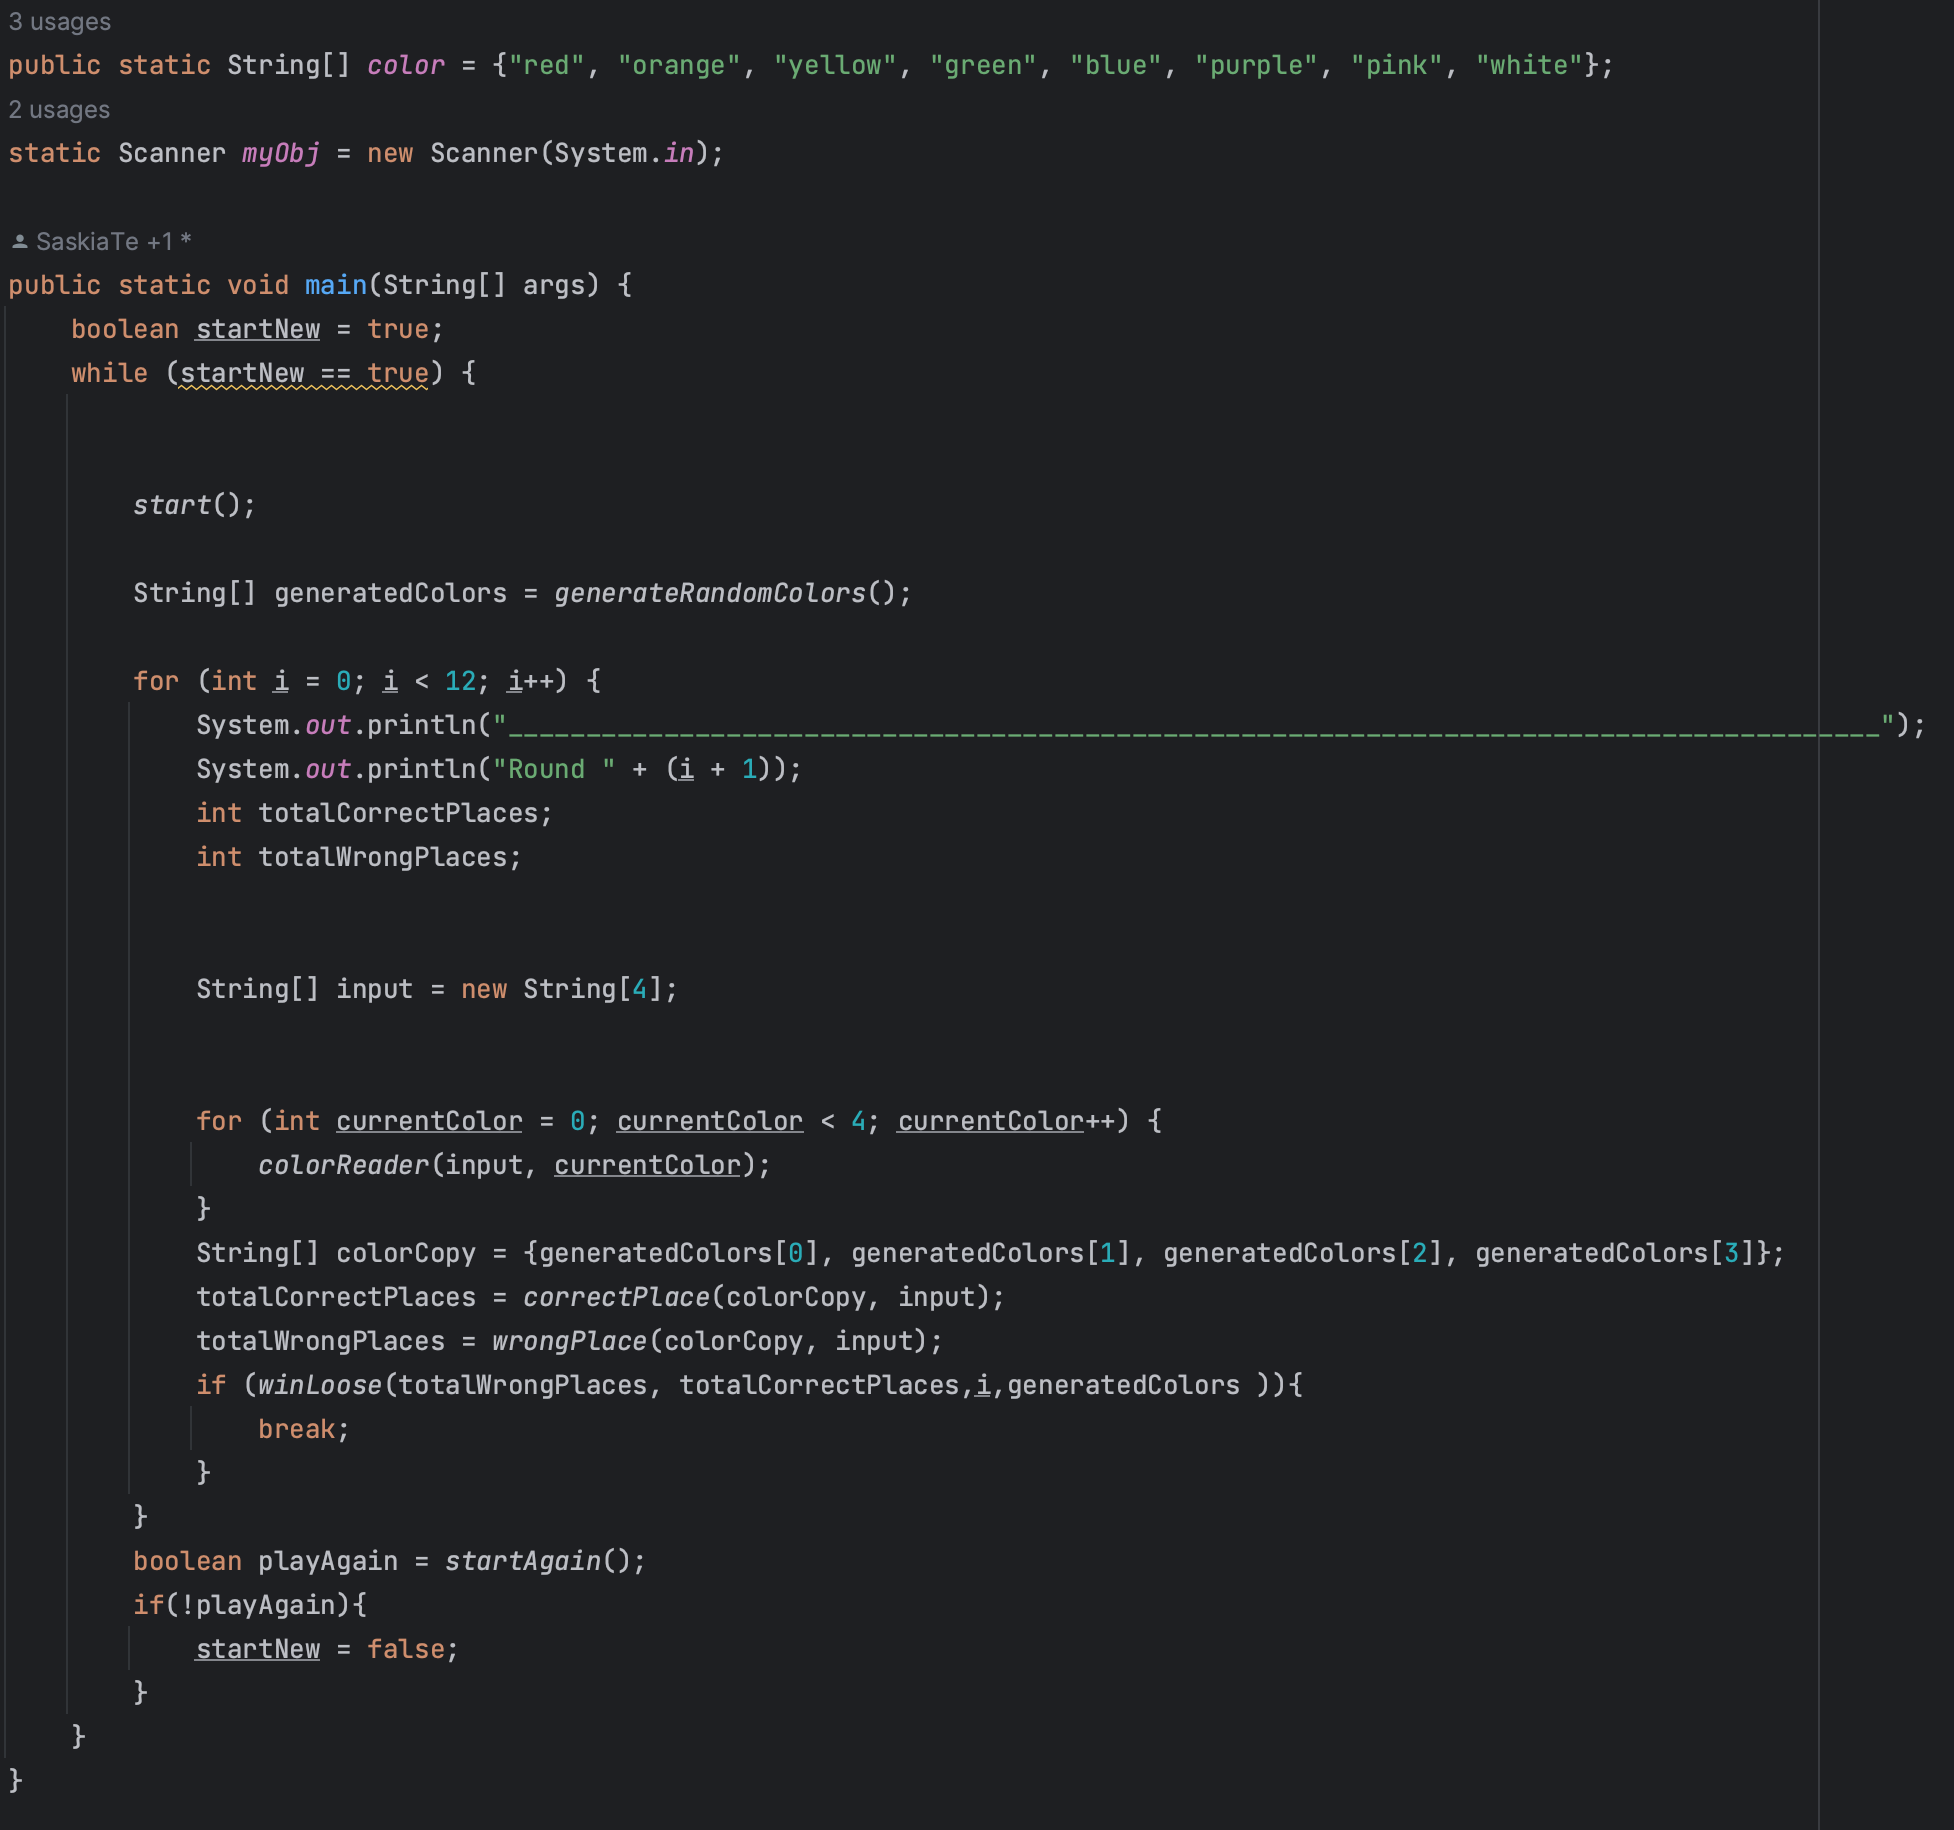 3 usages
public static String[] color = {"red", "orange", "yellow", "green", "blue", "purple", "pink", "white"};
2 usages
static Scanner myObj = new Scanner(System.in);
SaskiaTe +1 *
public static void main(String[] args) {
    boolean startNew = true;
    while (startNew == true) {
        start();
        String[] generatedColors = generateRandomColors();
        for (int i = 0; i < 12; i++) {
            System.out.println("________________________________________________________________________________________");
            System.out.println("Round " + (i + 1));
            int totalCorrectPlaces;
            int totalWrongPlaces;
            String[] input = new String[4];
            for (int currentColor = 0; currentColor < 4; currentColor++) {
                colorReader(input, currentColor);
            }
            String[] colorCopy = {generatedColors[0], generatedColors[1], generatedColors[2], generatedColors[3]};
            totalCorrectPlaces = correctPlace(colorCopy, input);
            totalWrongPlaces = wrongPlace(colorCopy, input);
            if (winLoose(totalWrongPlaces, totalCorrectPlaces,i,generatedColors )){
                break;
            }
        }
        boolean playAgain = startAgain();
        if(!playAgain){
            startNew = false;
        }
    }
}